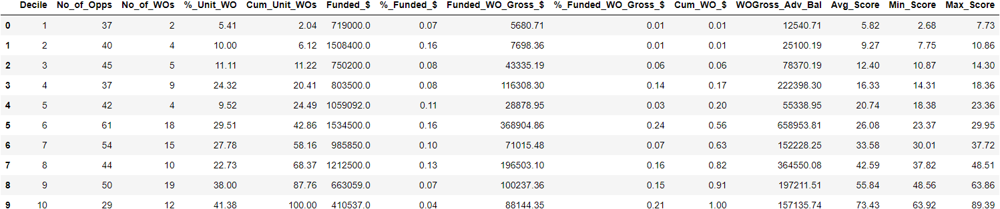 Decile No_of_Opps No_of_WOs %_Unit_WO Cum_Unit_WOs Funded_$ %_Funded_$ Funded_WO_Gross_$ %_Funded_WO_Gross_$ Cum_WO_$ WOGross_Adv_Bal Avg_Score Min_Score Max_Score
0 1 37 2 5.41 2.04 719000.0 0.07 5680.71 0.01 0.01 12540.71 5.82 2.68 7.73
1 2 40 4 10.00 6.12 1508400.0 0.16 7698.36 0.01 0.01 25100.19 9.27 7.75 10.86
2 3 45 5 11.11 11.22 750200.0 0.08 43335.19 0.06 0.06 78370.19 12.40 10.87 14.30
3 4 37 9 24.32 20.41 803500.0 0.08 116308.30 0.14 0.17 222398.30 16.33 14.31 18.36
4 5 42 4 9.52 24.49 1059092.0 0.11 28878.95 0.03 0.20 55338.95 20.74 18.38 23.36
5 6 61 18 29.51 42.86 1534500.0 0.16 368904.86 0.24 0.56 658953.81 26.08 23.37 29.95
6 7 54 15 27.78 58.16 985850.0 0.10 71015.48 0.07 0.63 152228.25 33.58 30.01 37.72
7 8 44 10 22.73 68.37 1212500.0 0.13 196503.10 0.16 0.82 364550.08 42.59 37.82 48.51
8 9 50 19 38.00 87.76 663059.0 0.07 100237.36 0.15 0.91 197211.51 55.84 48.56 63.86
9 10 29 12 41.38 100.00 410537.0 0.04 88144.35 0.21 1.00 157135.74 73.43 63.92 89.39